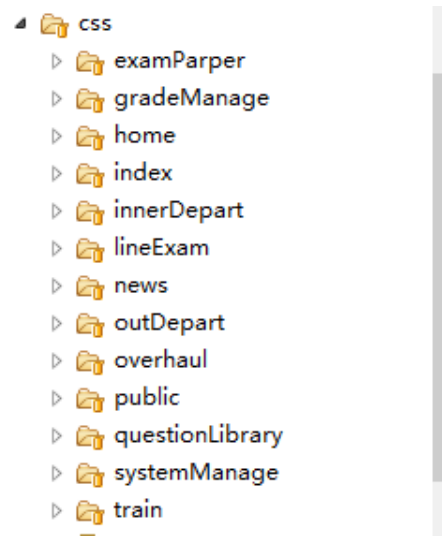 css
examParper
gradeManage
home
index
innerDepart
lineExam
news
outDepart
overhaul
public
questionLibrary
systemManage
train